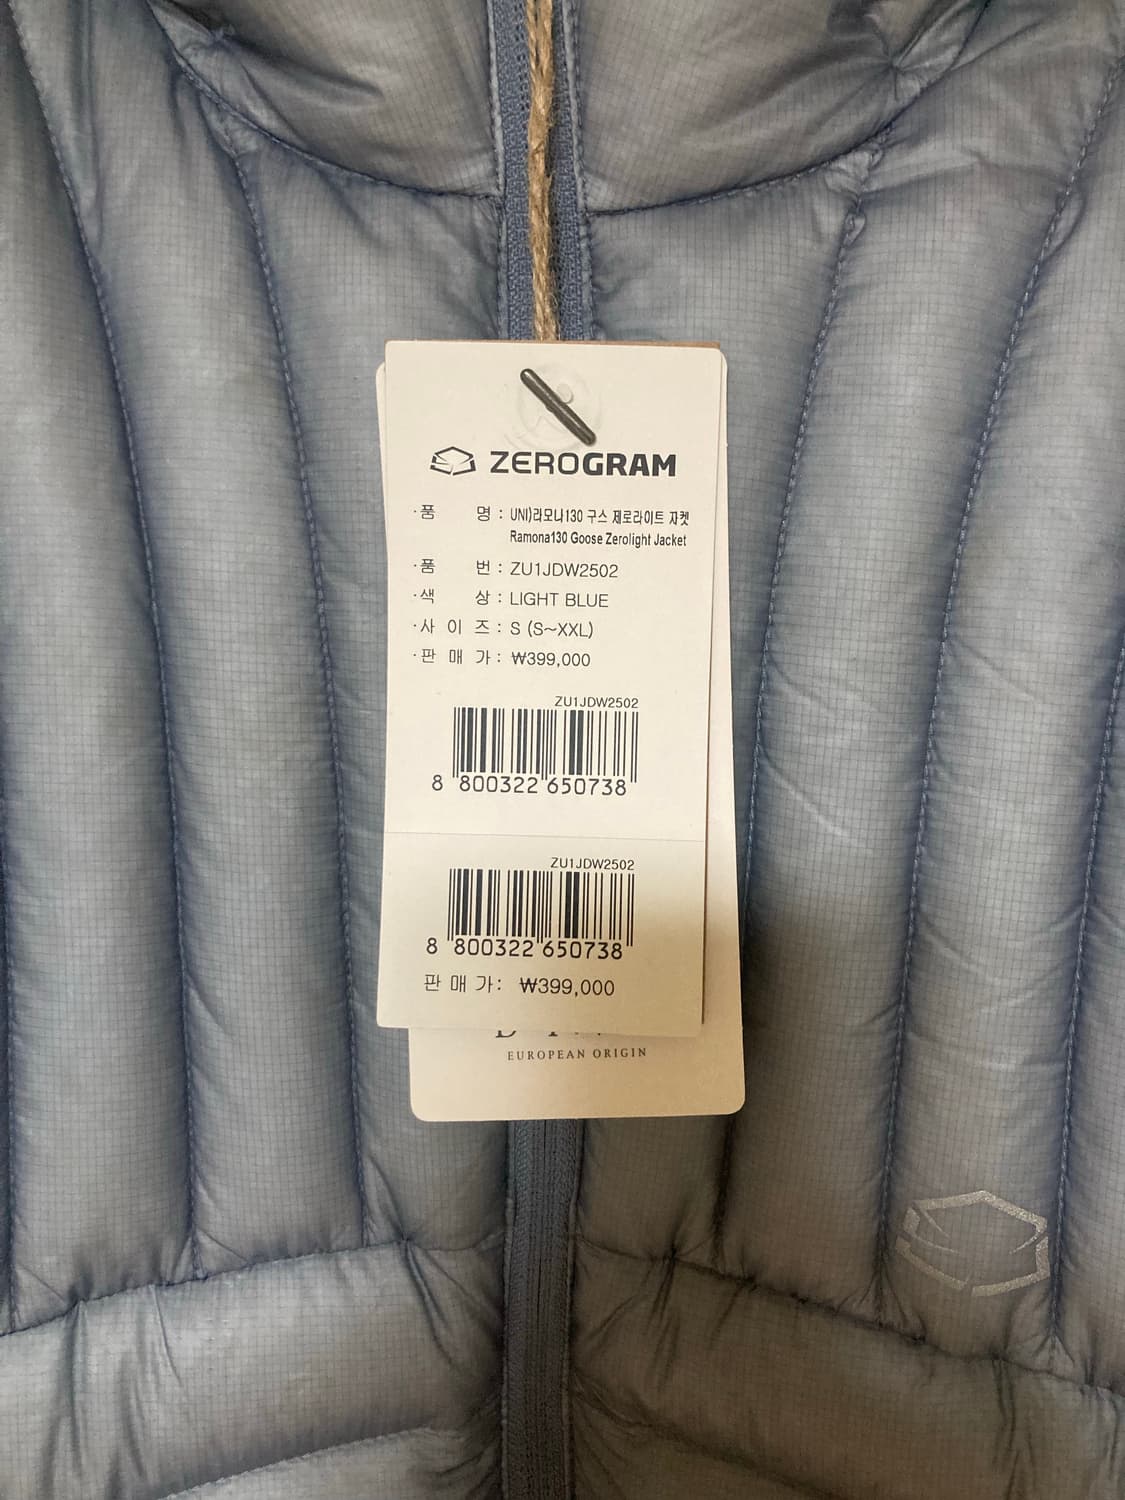 ZEROGRAM
·품 명 : UNI)라모나130 구스 제로라이트 자켓
Ramona130 Goose Zerolight Jacket
·품 번 : ZU1JDW2502
·색 상 : LIGHT BLUE
·사 이 즈 : S (S~XXL)
·판 매 가 : ₩399,000
ZU1JDW2502
8 800322 650738
ZU1JDW2502
8 800322 650738
판 매 가 : ₩399,000
EUROPEAN ORIGIN